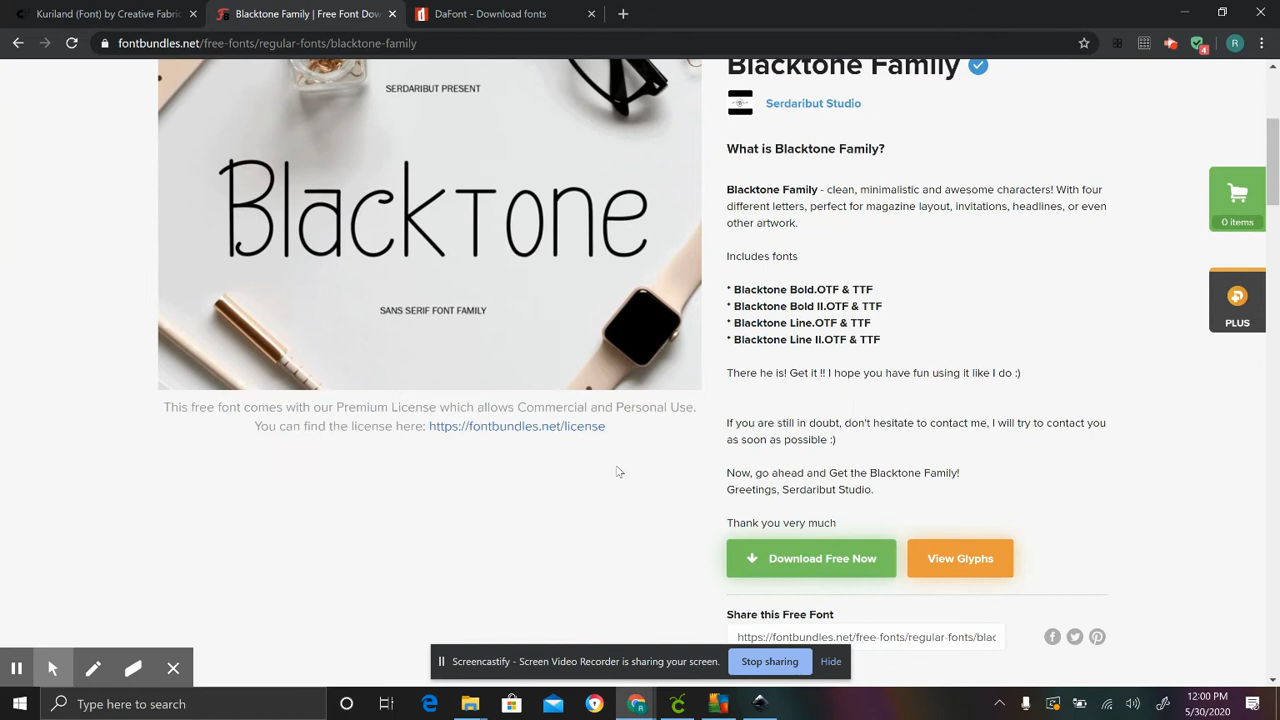 Kuriland (Font) by Creative Fabric
Blacktone Family | Free Font Dow
DaFont - Download fonts
fontbundles.net/free-fonts/regular-fonts/blacktone-family
R
4
R
SERDARIBUT PRESENT
Blacktone
SANS SERIF FONT FAMILY
This free font comes with our Premium License which allows Commercial and Personal Use.
You can find the license here: https://fontbundles.net/license
Blacktone Family
Serdaribut Studio
What is Blacktone Family?
Blacktone Family - clean, minimalistic and awesome characters! With four
different letters, perfect for magazine layout, invitations, headlines, or even
other artwork.
Includes fonts
* Blacktone Bold.OTF & TTF
* Blacktone Bold II.OTF & TTF
* Blacktone Line.OTF & TTF
* Blacktone Line II.OTF & TTF
There he is! Get it !! I hope you have fun using it like I do :)
If you are still in doubt, don't hesitate to contact me, I will try to contact you
as soon as possible :)
Now, go ahead and Get the Blacktone Family!
Greetings, Serdaribut Studio.
Thank you very much
Download Free Now
View Glyphs
Share this Free Font
https://fontbundles.net/free-fonts/regular-fonts/blac
0 items
PLUS
Screencastify - Screen Video Recorder is sharing your screen.
Stop sharing
Hide
Type here to search
12:00 PM
5/30/2020